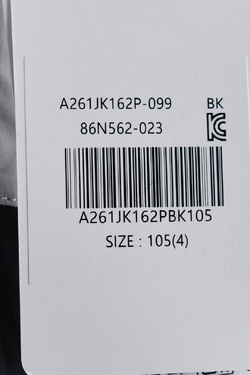 A261JK162P-099 BK
86N562-023
A261JK162PBK105
SIZE : 105(4)